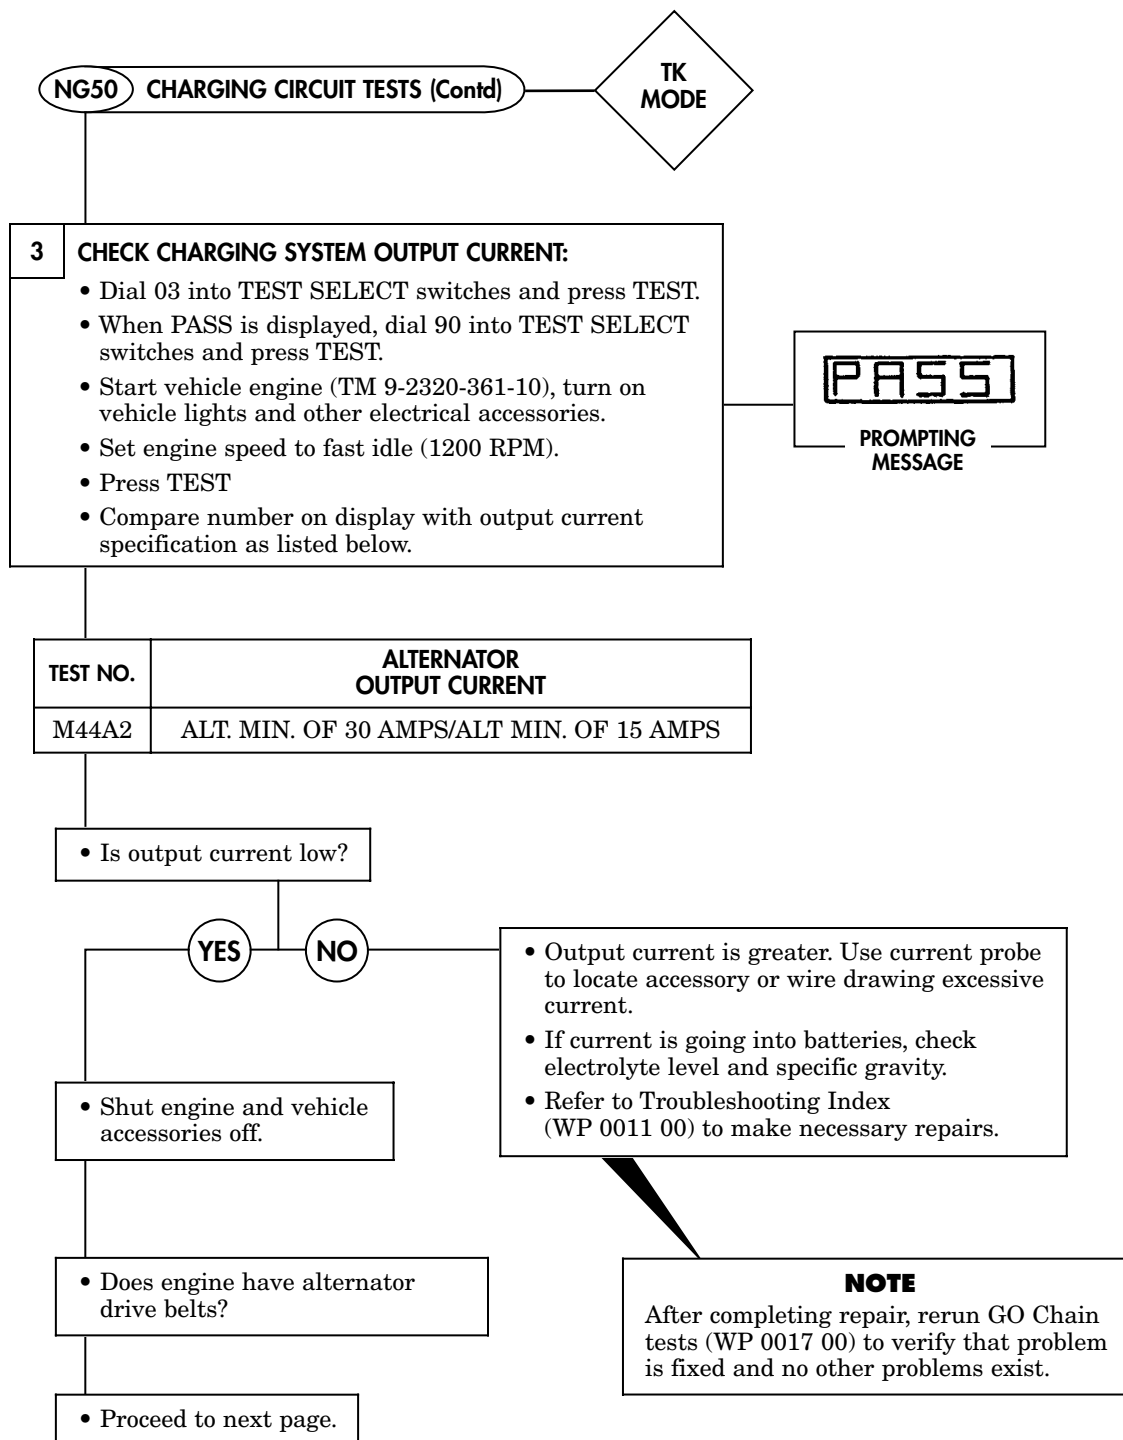 NG50 CHARGING CIRCUIT TESTS (Contd)
TK
MODE
3 CHECK CHARGING SYSTEM OUTPUT CURRENT:
• Dial 03 into TEST SELECT switches and press TEST.
• When PASS is displayed, dial 90 into TEST SELECT
switches and press TEST.
• Start vehicle engine (TM 9-2320-361-10), turn on
vehicle lights and other electrical accessories.
• Set engine speed to fast idle (1200 RPM).
• Press TEST
• Compare number on display with output current
specification as listed below.
PASS
PROMPTING
MESSAGE
TEST NO.
ALTERNATOR
OUTPUT CURRENT
M44A2
ALT. MIN. OF 30 AMPS/ALT MIN. OF 15 AMPS
• Is output current low?
YES
NO
• Output current is greater. Use current probe
to locate accessory or wire drawing excessive
current.
• If current is going into batteries, check
electrolyte level and specific gravity.
• Refer to Troubleshooting Index
(WP 0011 00) to make necessary repairs.
• Shut engine and vehicle
accessories off.
• Does engine have alternator
drive belts?
NOTE
After completing repair, rerun GO Chain
tests (WP 0017 00) to verify that problem
is fixed and no other problems exist.
• Proceed to next page.